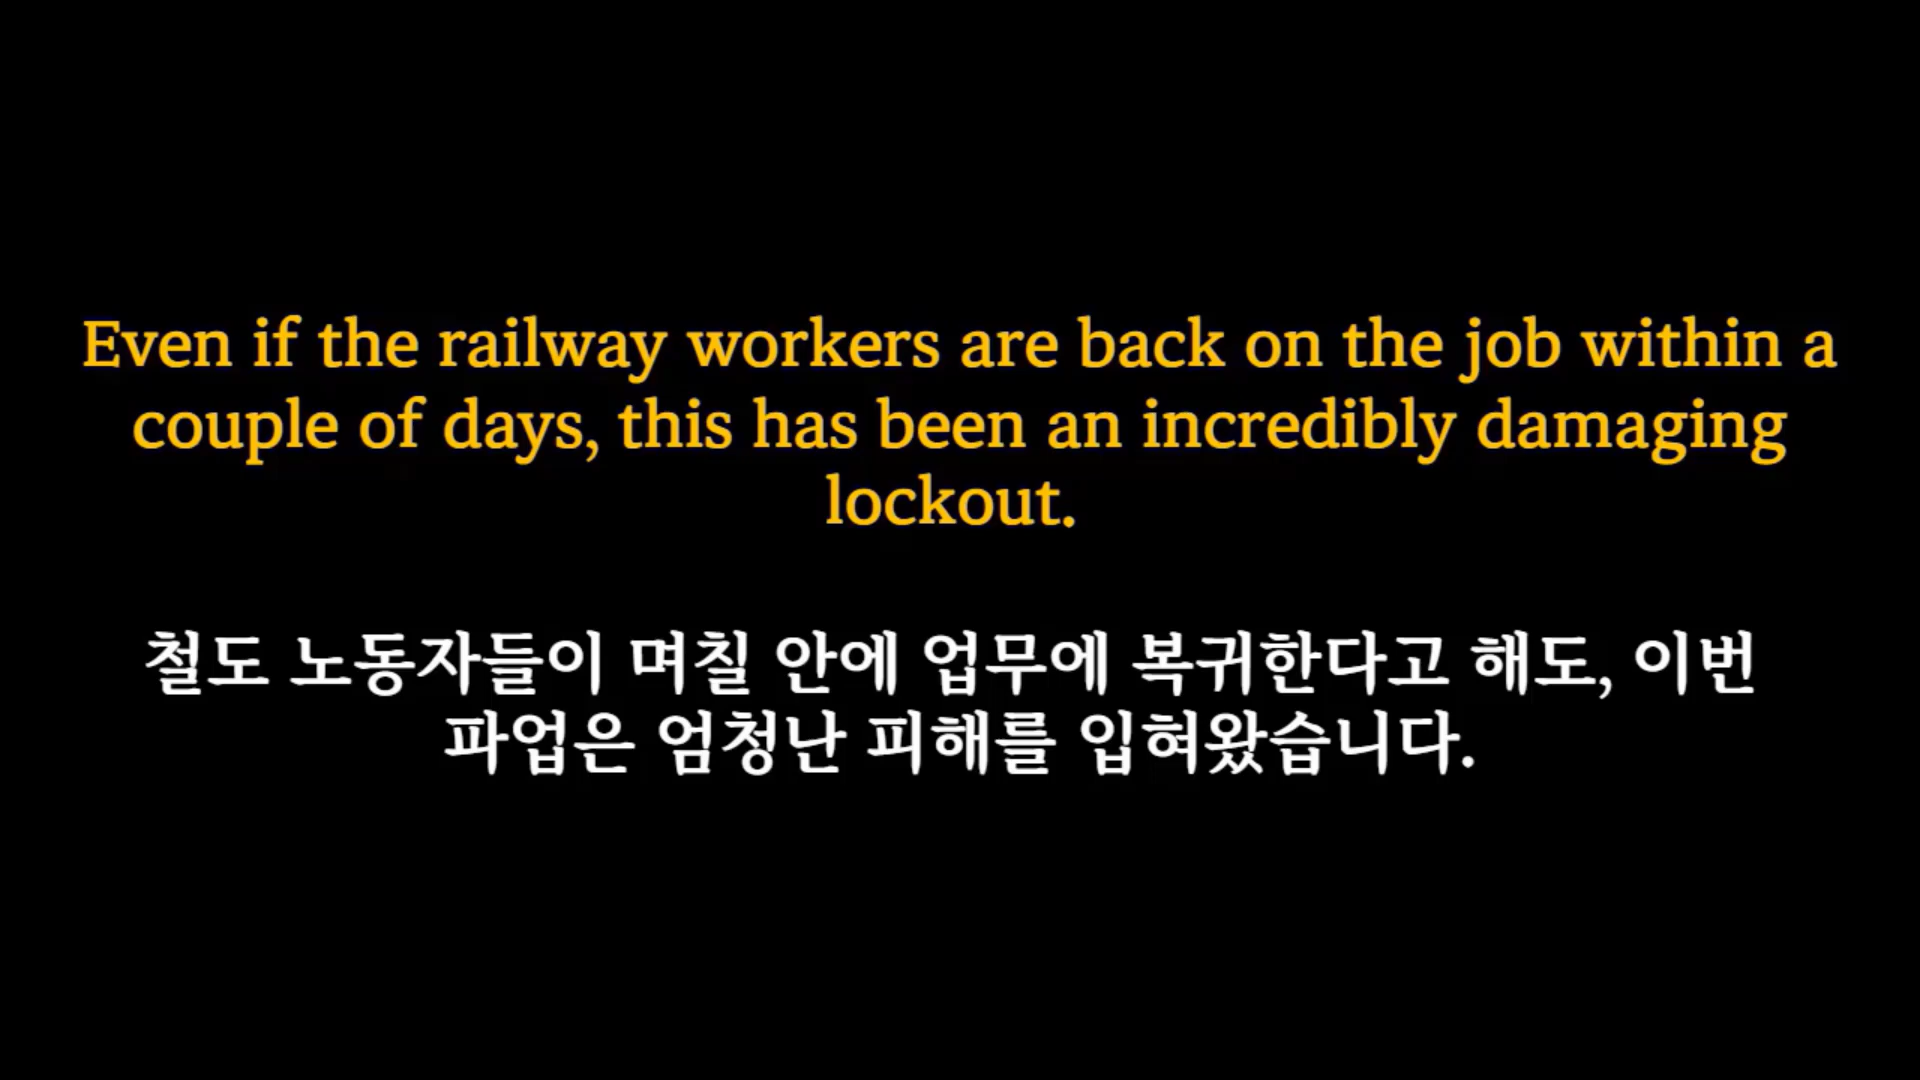 Even if the railway workers are back on the job within a
couple of days, this has been an incredibly damaging
lockout.
철도 노동자들이 며칠 안에 업무에 복귀한다고 해도, 이번
파업은 엄청난 피해를 입혀왔습니다.